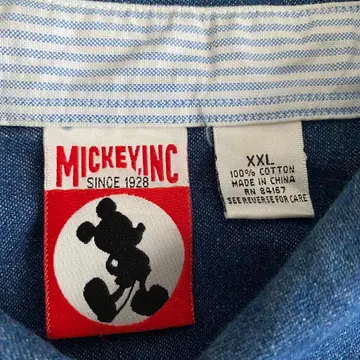 MICKEY, INC
SINCE 1928
XXL
100% COTTON
MADE IN CHINA
RN 84167
SEE REVERSE FOR CARE